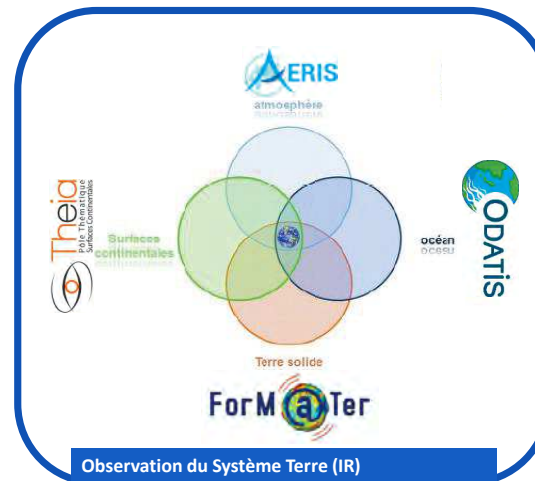 AERIS
atmosphère
Theia
Pôle Thématique
Surfaces Continentales
Surfaces
continentales
océan
ODATIS
Terre solide
ForM@Ter
Observation du Système Terre (IR)